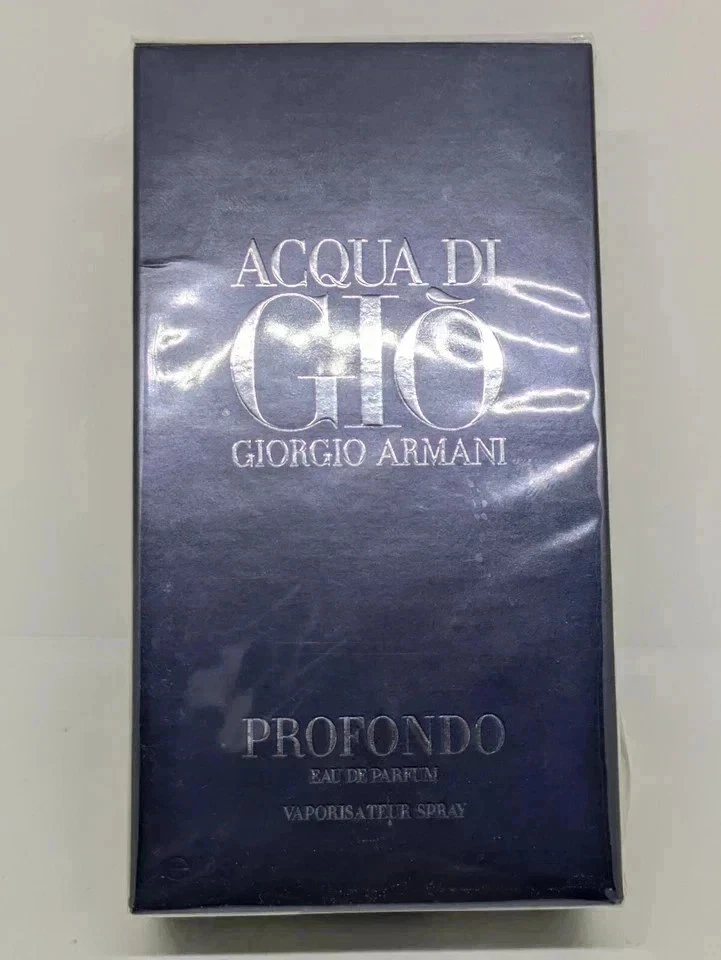 ACQUA DI
GIÒ
GIORGIO ARMANI
PROFONDO
EAU DE PARFUM
VAPORISATEUR SPRAY
℮